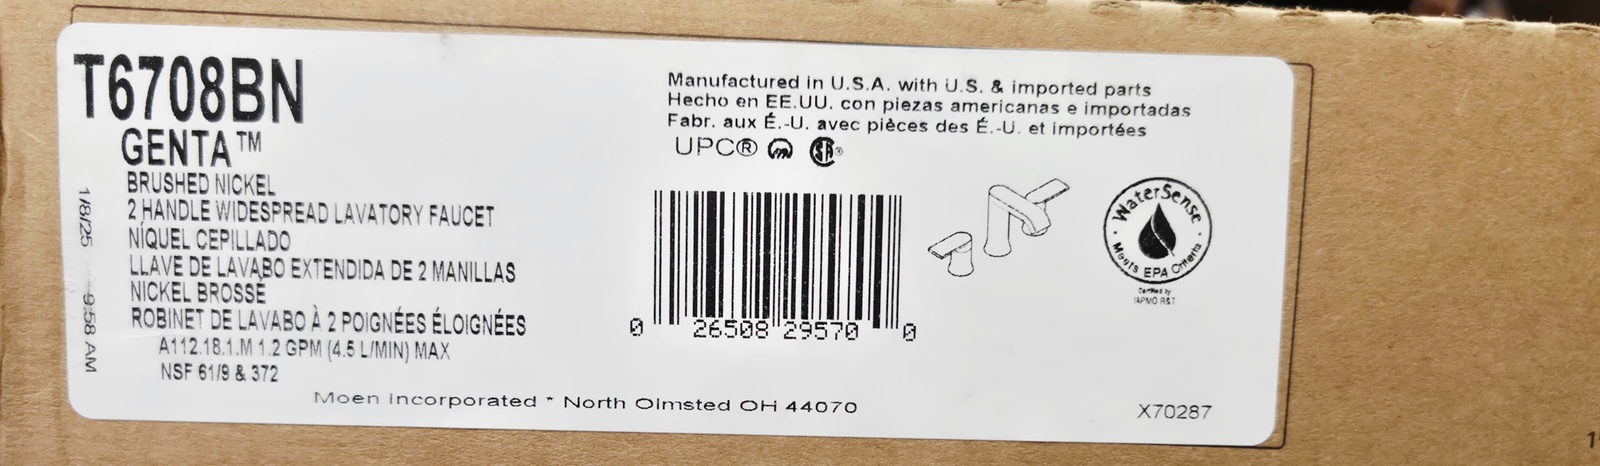 T6708BN
GENTA™
BRUSHED NICKEL
2 HANDLE WIDESPREAD LAVATORY FAUCET
NÍQUEL CEPILLADO
LLAVE DE LAVABO EXTENDIDA DE 2 MANILLAS
NICKEL BROSSÉ
ROBINET DE LAVABO À 2 POIGNÉES ÉLOIGNÉES
A112.18.1.M 1.2 GPM (4.5 L/MIN) MAX
NSF 61/9 & 372
1/8/25 9:58 AM
Manufactured in U.S.A. with U.S. & imported parts
Hecho en EE.UU. con piezas americanas e importadas
Fabr. aux É.-U. avec pièces des É.-U. et importées
UPC®
SA®
0 26508 29570 0
WaterSense
Meets EPA Criteria
Certified by
IAPMO R&T
Moen Incorporated * North Olmsted OH 44070
X70287